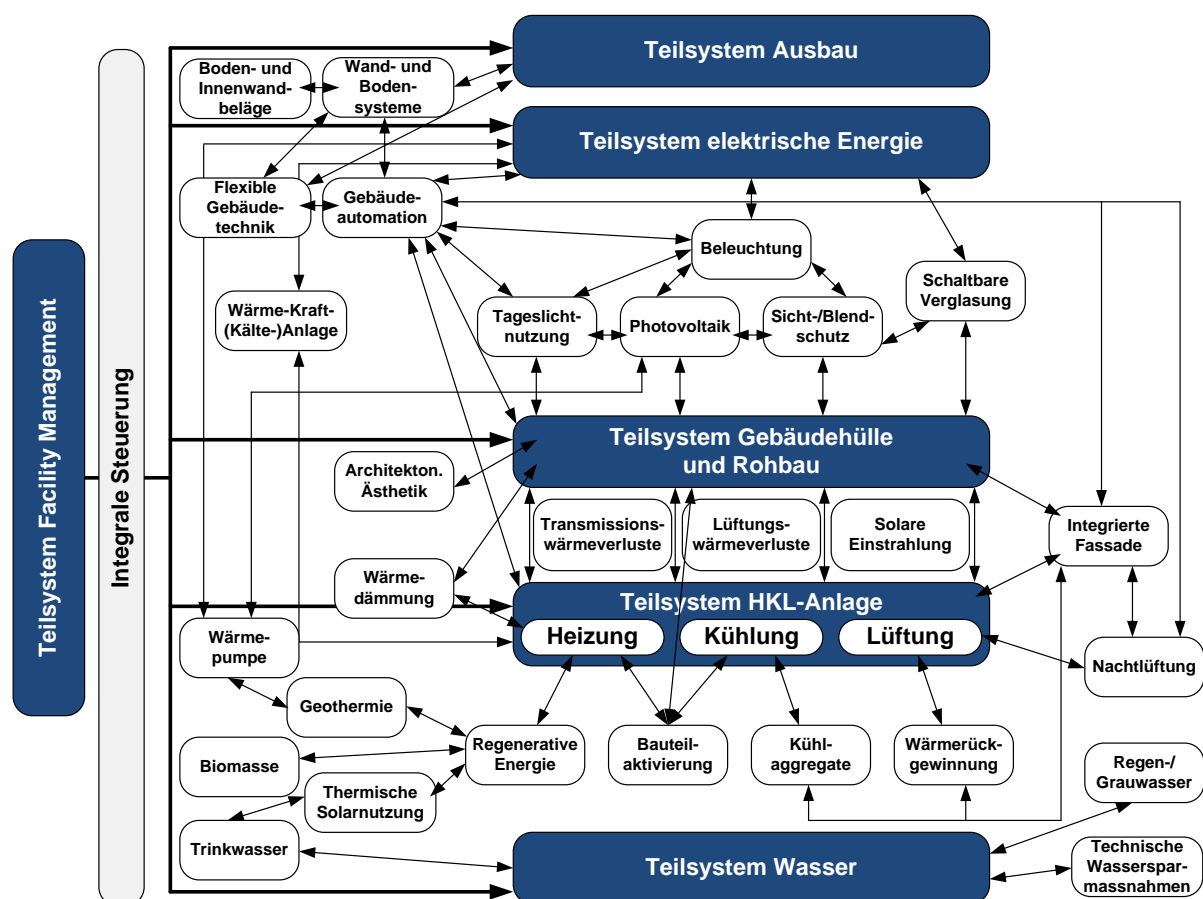 Teilsystem Facility Management
Integrale Steuerung
Teilsystem Ausbau
Boden- und
Innenwand-
beläge
Wand- und
Boden-
systeme
Teilsystem elektrische Energie
Flexible
Gebäude-
technik
Gebäude-
automation
Beleuchtung
Schaltbare
Verglasung
Wärme-Kraft-
(Kälte-)Anlage
Tageslicht-
nutzung
Photovoltaik
Sicht-/Blend-
schutz
Teilsystem Gebäudehülle
und Rohbau
Architekton.
Ästhetik
Transmissions-
wärmeverluste
Lüftungs-
wärmeverluste
Solare
Einstrahlung
Integrierte
Fassade
Wärme-
dämmung
Teilsystem HKL-Anlage
Heizung
Kühlung
Lüftung
Wärme-
pumpe
Nachtlüftung
Geothermie
Regenerative
Energie
Bauteil-
aktivierung
Kühl-
aggregate
Wärmerück-
gewinnung
Biomasse
Thermische
Solarnutzung
Regen-/
Grauwasser
Trinkwasser
Teilsystem Wasser
Technische
Wasserspar-
massnahmen